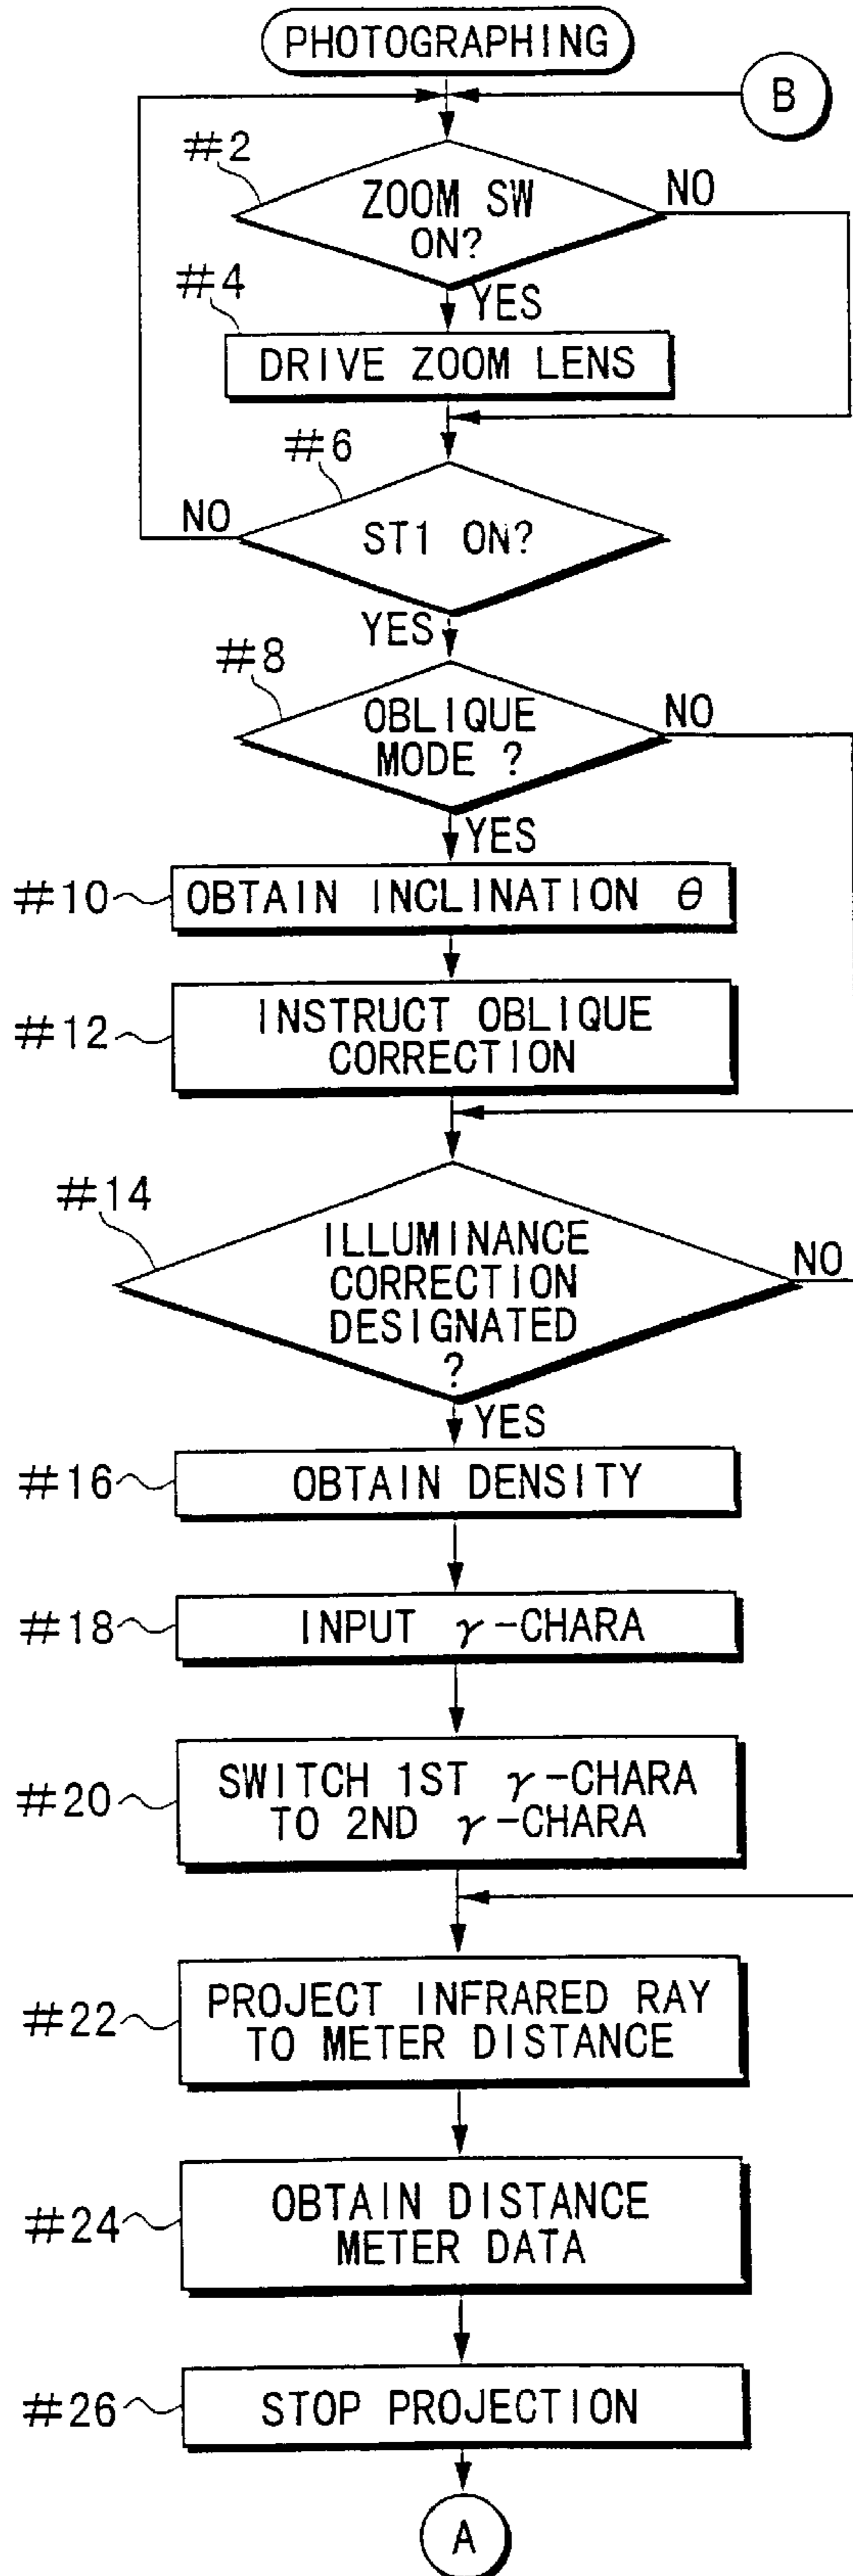 PHOTOGRAPHING
B
#2
ZOOM SW
ON?
NO
YES
#4
DRIVE ZOOM LENS
#6
NO
ST1 ON?
YES
#8
OBLIQUE
MODE ?
NO
YES
#10
OBTAIN INCLINATION θ
#12
INSTRUCT OBLIQUE
CORRECTION
#14
ILLUMINANCE
CORRECTION
DESIGNATED
?
NO
YES
#16
OBTAIN DENSITY
#18
INPUT γ-CHARA
#20
SWITCH 1ST γ-CHARA
TO 2ND γ-CHARA
#22
PROJECT INFRARED RAY
TO METER DISTANCE
#24
OBTAIN DISTANCE
METER DATA
#26
STOP PROJECTION
A